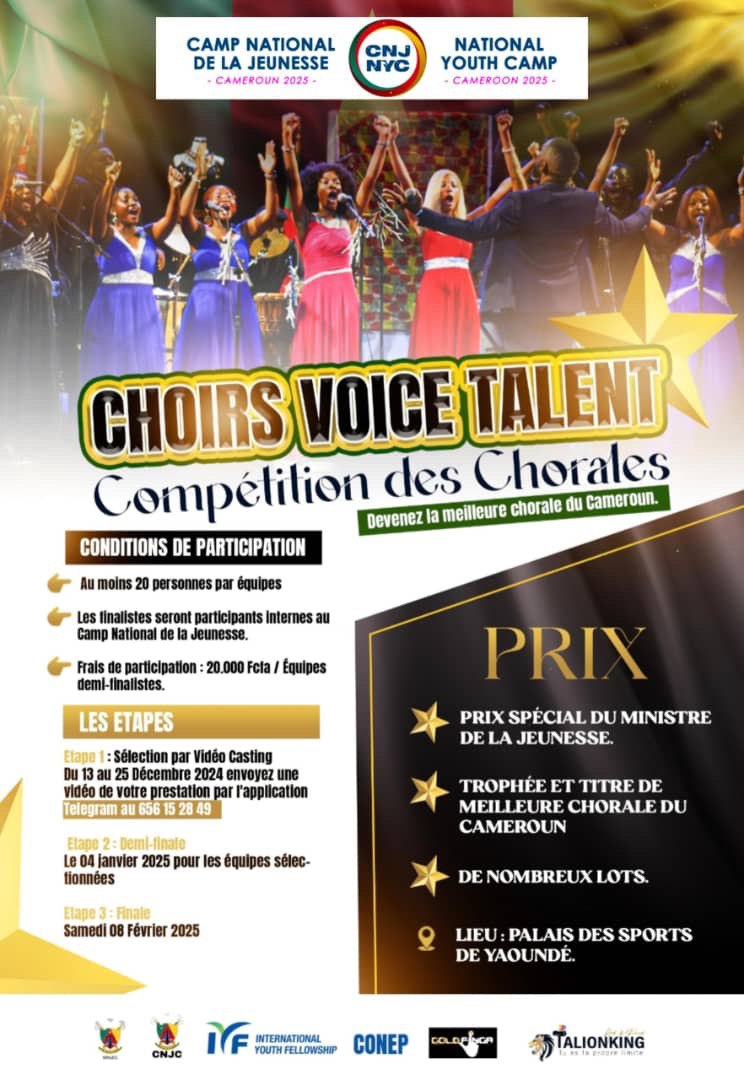 CAMP NATIONAL
DE LA JEUNESSE
- CAMEROUN 2025 -
CNJ
NYC
NATIONAL
YOUTH CAMP
- CAMEROON 2025 -
CHOIRS VOICE TALENT
Compétition des Chorales
Devenez la meilleure chorale du Cameroun.
CONDITIONS DE PARTICIPATION
Au moins 20 personnes par équipes
Les finalistes seront participants internes au
Camp National de la Jeunesse.
Frais de participation : 20.000 Fcfa / Équipes
demi-finalistes.
LES ETAPES
Etape 1 : Sélection par Vidéo Casting
Du 13 au 25 Décembre 2024 envoyez une
vidéo de votre prestation par l'application
Telegram au 656 15 28 49
Etape 2 : Demi-finale
Le 04 janvier 2025 pour les équipes sélec-
tionnées
Etape 3 : Finale
Samedi 08 Février 2025
PRIX
PRIX SPÉCIAL DU MINISTRE
DE LA JEUNESSE.
TROPHÉE ET TITRE DE
MEILLEURE CHORALE DU
CAMEROUN
DE NOMBREUX LOTS.
LIEU : PALAIS DES SPORTS
DE YAOUNDÉ.
CNJC
IYF
INTERNATIONAL
YOUTH FELLOWSHIP
CONEP
GOLDFINGA
TALIONKING
Tu es ta propre limite